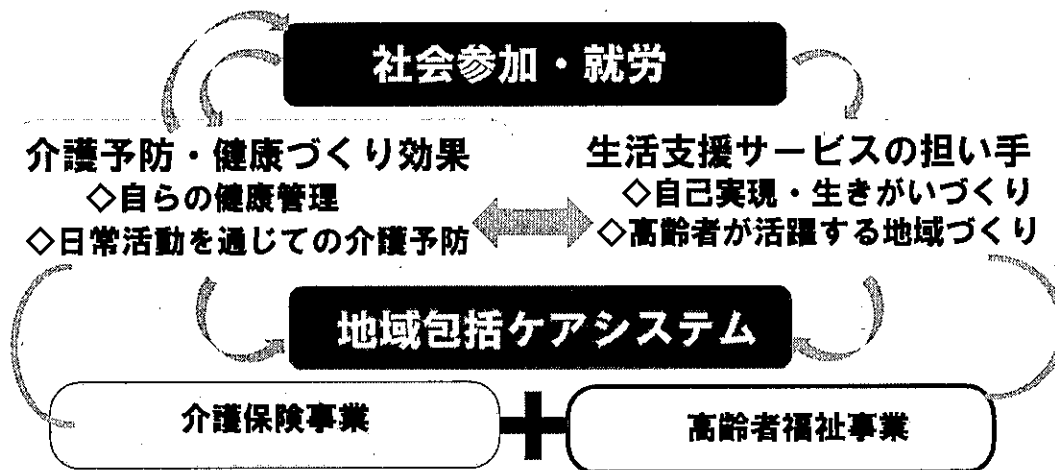 社会参加・就労
介護予防・健康づくり効果
◇自らの健康管理
◇日常活動を通じての介護予防
生活支援サービスの担い手
◇自己実現・生きがいづくり
◇高齢者が活躍する地域づくり
地域包括ケアシステム
介護保険事業
高齢者福祉事業